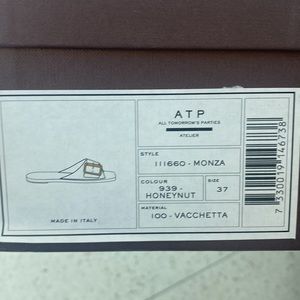 ATP
ALL TOMORROW'S PARTIES
ATELIER
STYLE
111660 - MONZA
COLOUR
939 -
HONEYNUT
SIZE
37
MATERIAL
100 - VACCHETTA
MADE IN ITALY
7 330019 146738